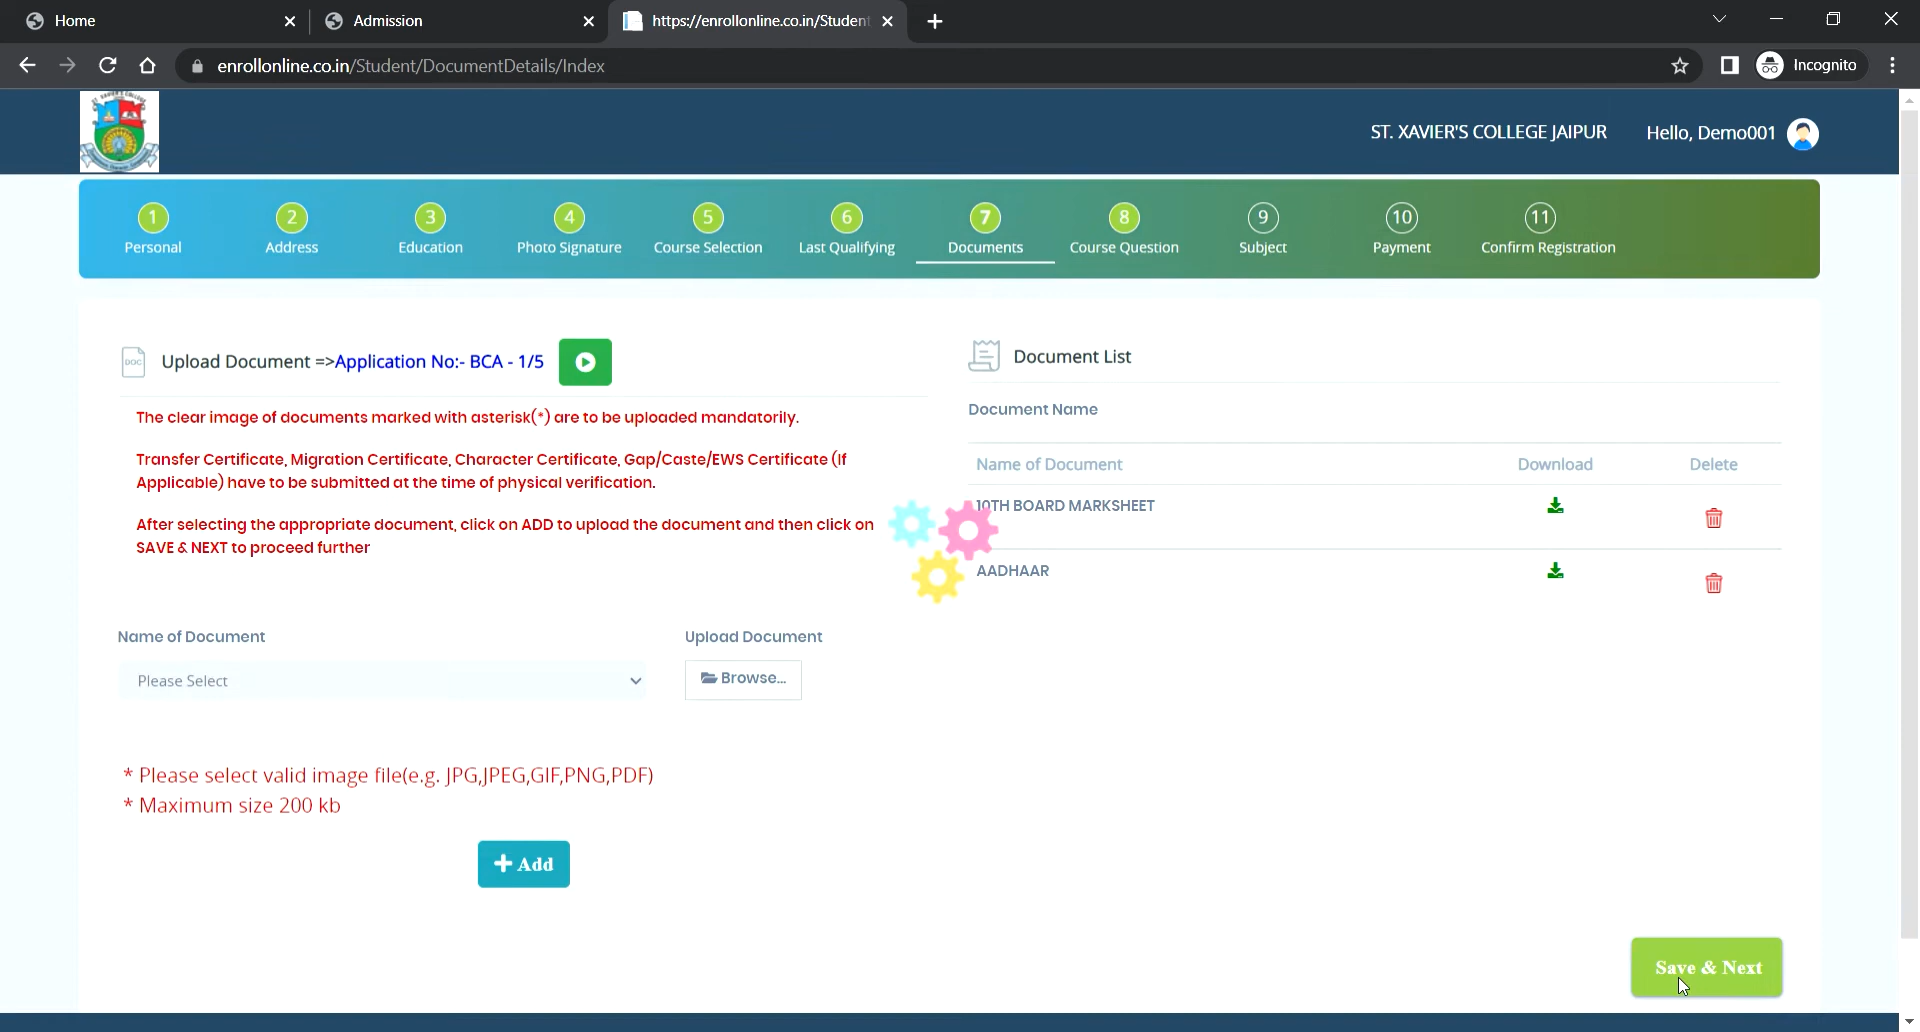 Home
Admission
https://enrollonline.co.in/Student
enrollonline.co.in/Student/DocumentDetails/Index
Incognito
ST. XAVIER'S COLLEGE JAIPUR
Hello, Demo001
1 Personal
2 Address
3 Education
4 Photo Signature
5 Course Selection
6 Last Qualifying
7 Documents
8 Course Question
9 Subject
10 Payment
11 Confirm Registration
DOC
Upload Document =>Application No:- BCA - 1/5
The clear image of documents marked with asterisk(*) are to be uploaded mandatorily.
Transfer Certificate, Migration Certificate, Character Certificate, Gap/Caste/EWS Certificate (If
Applicable) have to be submitted at the time of physical verification.
After selecting the appropriate document, click on ADD to upload the document and then click on
SAVE & NEXT to proceed further
Name of Document
Upload Document
Please Select
Browse...
* Please select valid image file(e.g. JPG,JPEG,GIF,PNG,PDF)
* Maximum size 200 kb
+ Add
Document List
Document Name
Name of Document Download Delete
10TH BOARD MARKSHEET
AADHAAR
Save & Next